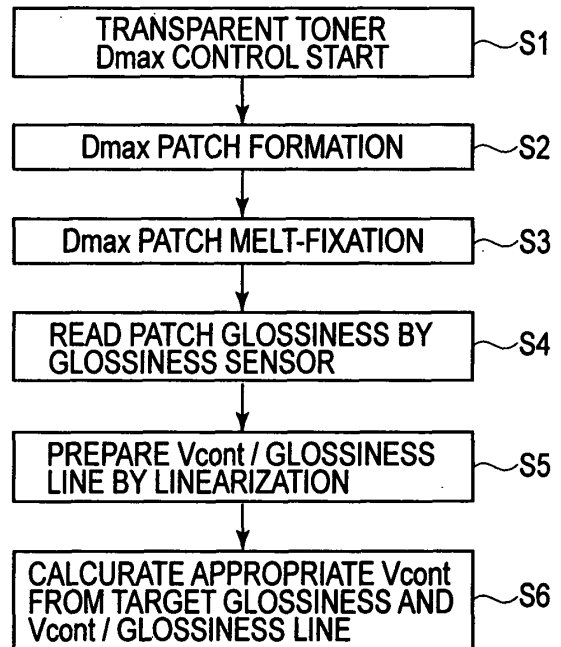 TRANSPARENT TONER
Dmax CONTROL START
S1
Dmax PATCH FORMATION
S2
Dmax PATCH MELT-FIXATION
S3
READ PATCH GLOSSINESS BY
GLOSSINESS SENSOR
S4
PREPARE Vcont / GLOSSINESS
LINE BY LINEARIZATION
S5
CALCURATE APPROPRIATE Vcont
FROM TARGET GLOSSINESS AND
Vcont / GLOSSINESS LINE
S6